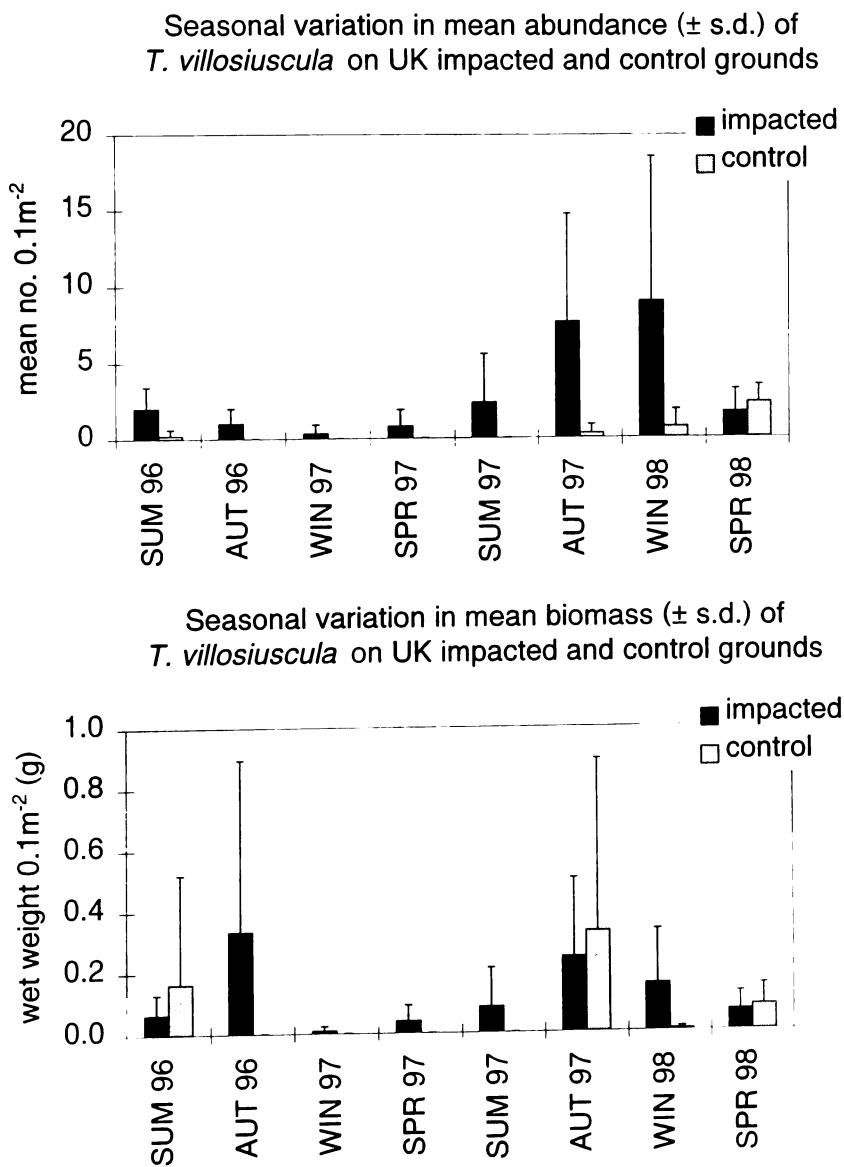 Seasonal variation in mean abundance (± s.d.) of
T. villosiuscula on UK impacted and control grounds
impacted
control
mean no. 0.1m⁻²
20
15
10
5
0
SUM 96
AUT 96
WIN 97
SPR 97
SUM 97
AUT 97
WIN 98
SPR 98
Seasonal variation in mean biomass (± s.d.) of
T. villosiuscula on UK impacted and control grounds
impacted
control
wet weight 0.1m⁻² (g)
1.0
0.8
0.6
0.4
0.2
0.0
SUM 96
AUT 96
WIN 97
SPR 97
SUM 97
AUT 97
WIN 98
SPR 98